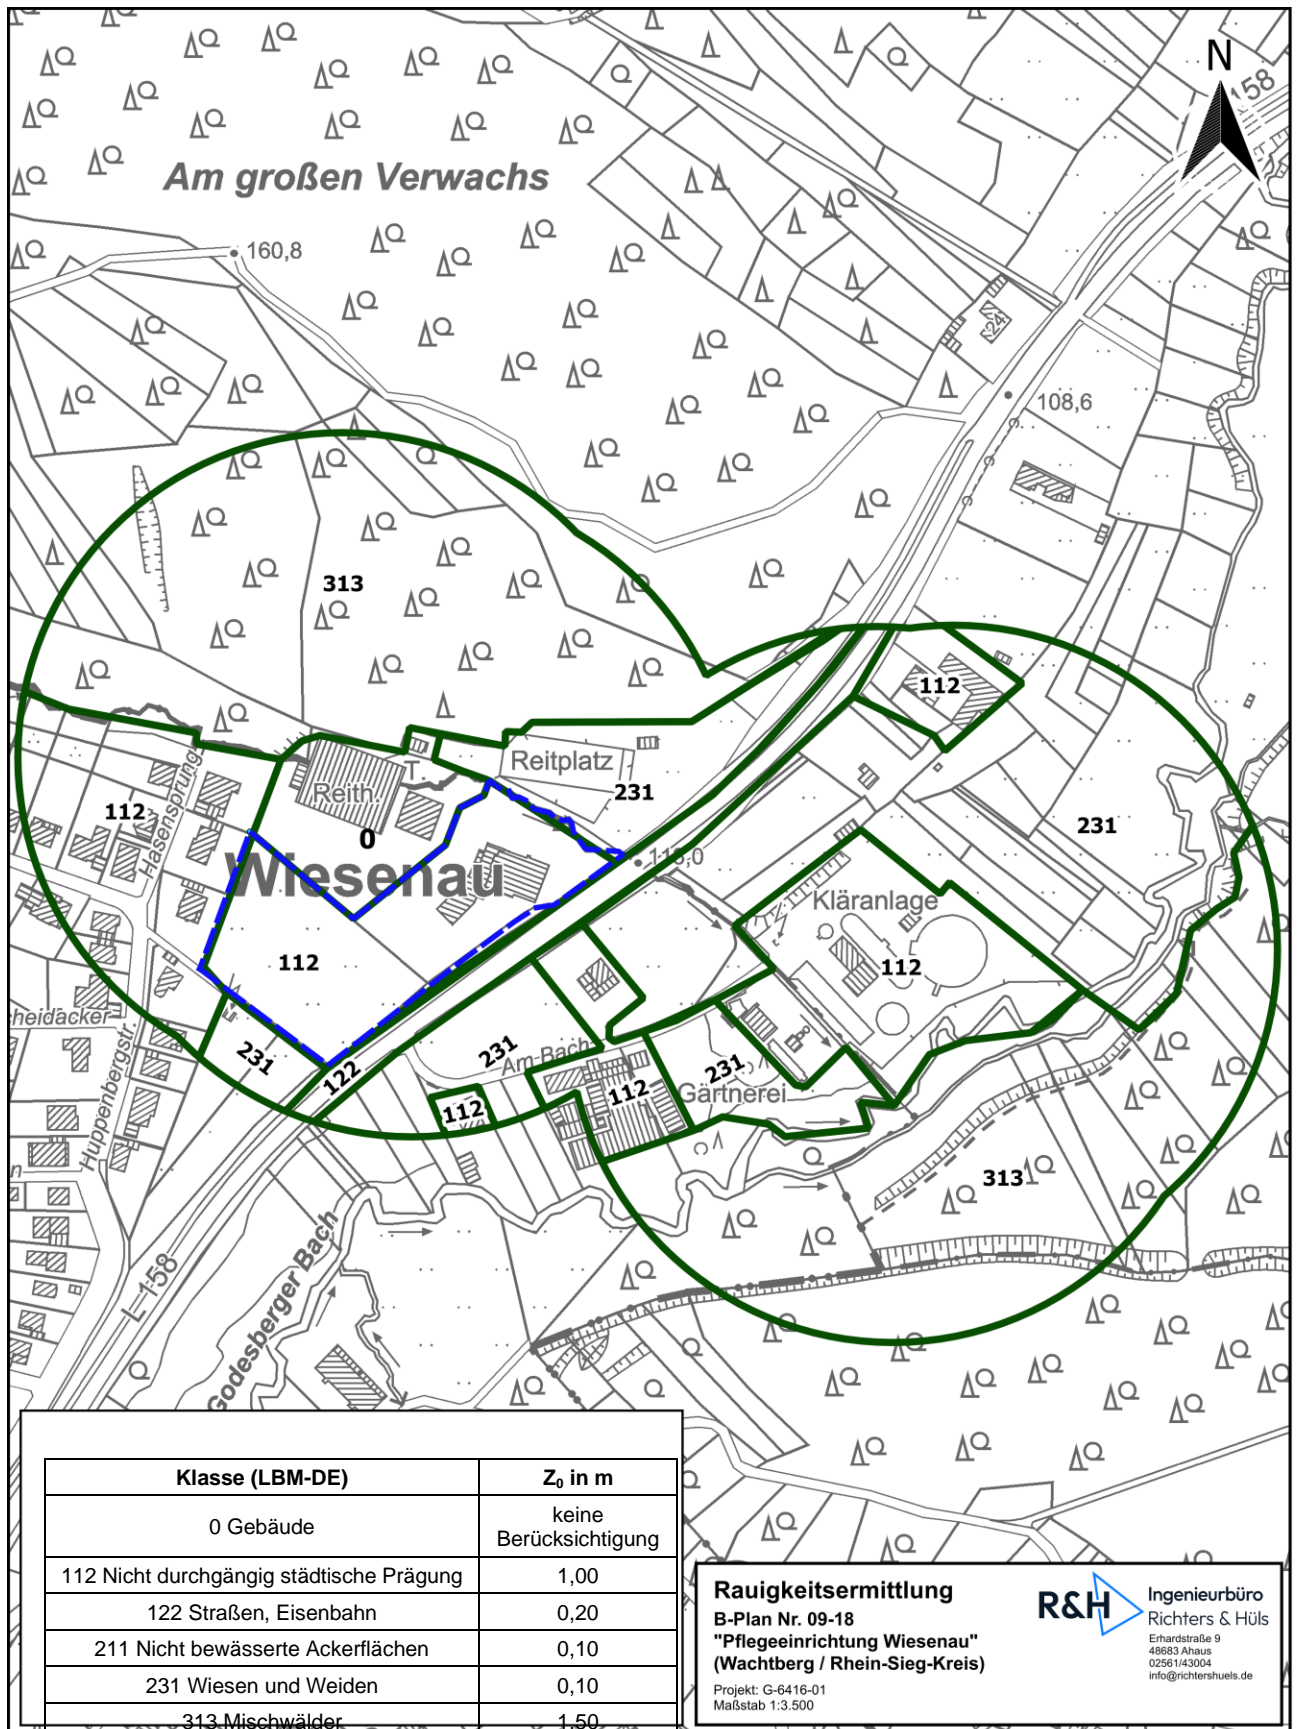 N
158
Am großen Verwachs
160,8
24
108,6
313
112
Reitplatz
T.
231
Reith.
112
Hasensprung
0
231
118,0
Wiesenau
Kläranlage
112
112
heidäcker
231
231
Am Bach
122
231
112
112
Gärtnerei
Huppenbergstr.
n
313
L 158
Godesberger Bach
Klasse (LBM-DE) Z₀ in m
0 Gebäude keine
Berücksichtigung
112 Nicht durchgängig städtische Prägung 1,00
122 Straßen, Eisenbahn 0,20
211 Nicht bewässerte Ackerflächen 0,10
231 Wiesen und Weiden 0,10
313 Mischwälder 1,50
Rauigkeitsermittlung
B-Plan Nr. 09-18
"Pflegeeinrichtung Wiesenau"
(Wachtberg / Rhein-Sieg-Kreis)
Projekt: G-6416-01
Maßstab 1:3.500
R&H
Ingenieurbüro
Richters & Hüls
Erhardstraße 9
48683 Ahaus
02561/43004
info@richtershuels.de